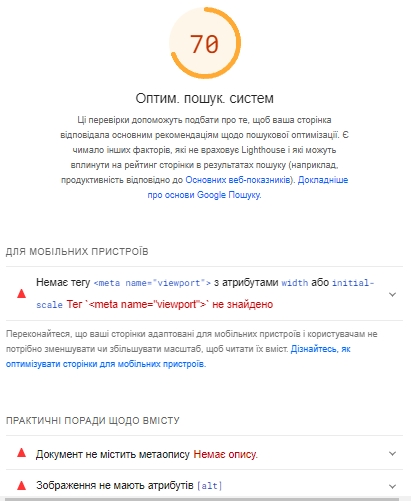 70
Оптим. пошук. систем
Ці перевірки допоможуть подбати про те, щоб ваша сторінка
відповідала основним рекомендаціям щодо пошукової оптимізації. Є
чимало інших факторів, які не враховує Lighthouse і які можуть
вплинути на рейтинг сторінки в результатах пошуку (наприклад,
продуктивність відповідно до Основних веб-показників). Докладніше
про основи Google Пошуку.
ДЛЯ МОБІЛЬНИХ ПРИСТРОЇВ
Немає тегу <meta name="viewport"> з атрибутами width або initial-
scale Тег `<meta name="viewport">` не знайдено
Переконайтеся, що ваші сторінки адаптовані для мобільних пристроїв і користувачам не
потрібно зменшувати чи збільшувати масштаб, щоб читати їх вміст. Дізнайтесь, як
оптимізувати сторінки для мобільних пристроїв.
ПРАКТИЧНІ ПОРАДИ ЩОДО ВМІСТУ
Документ не містить метаопису Немає опису.
Зображення не мають атрибутів [alt]